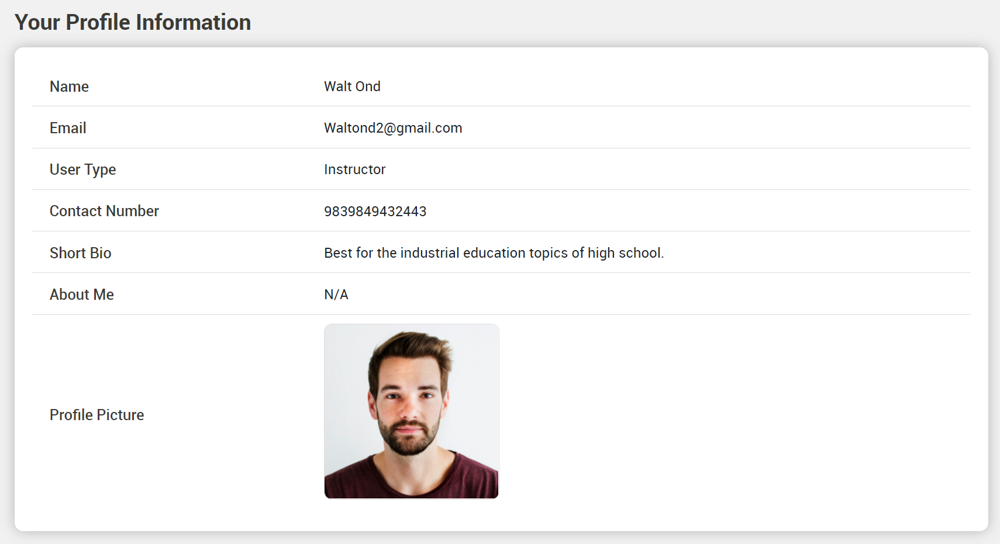 Your Profile Information
Name Walt Ond
Email Waltond2@gmail.com
User Type Instructor
Contact Number 9839849432443
Short Bio Best for the industrial education topics of high school.
About Me N/A
Profile Picture